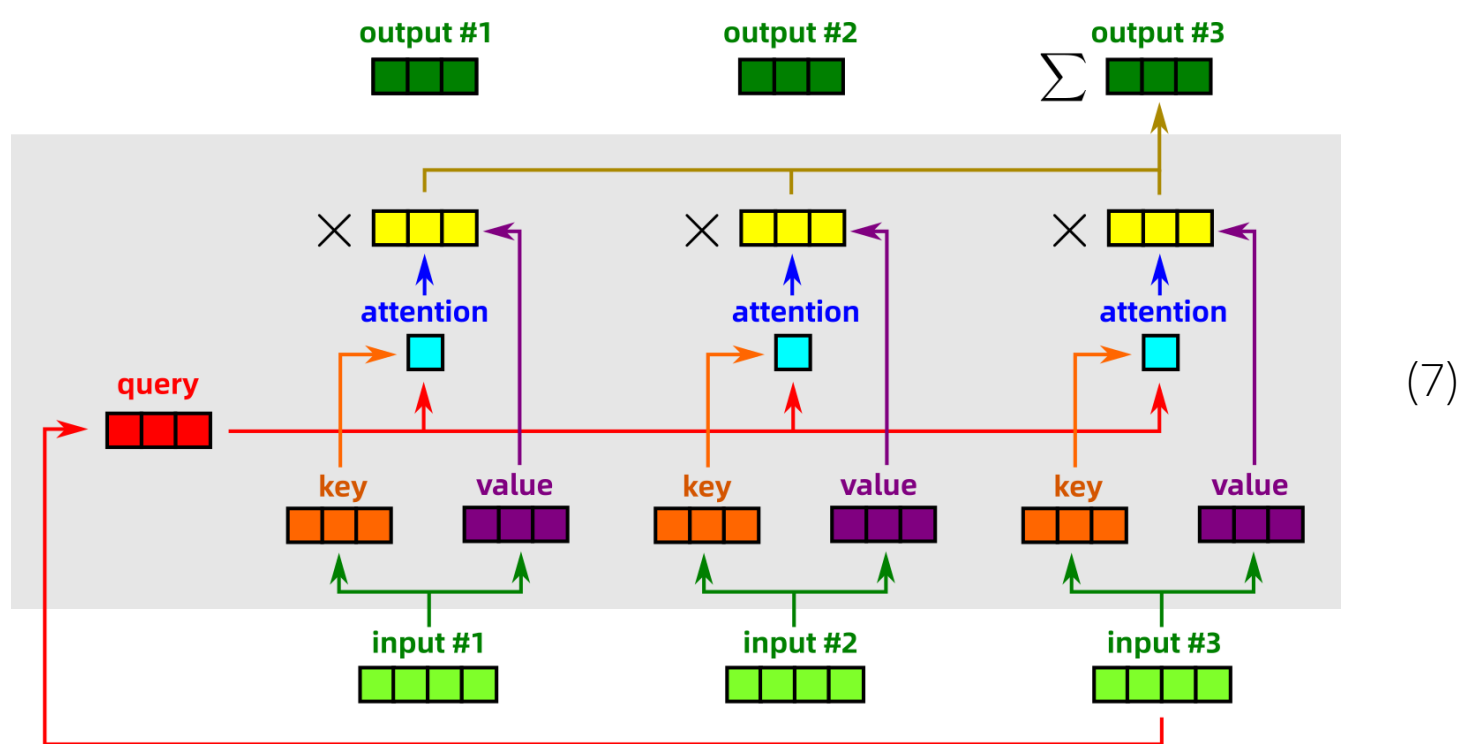 output #1
output #2
output #3
∑
×
×
×
attention
attention
attention
query
(7)
key
value
key
value
key
value
input #1
input #2
input #3